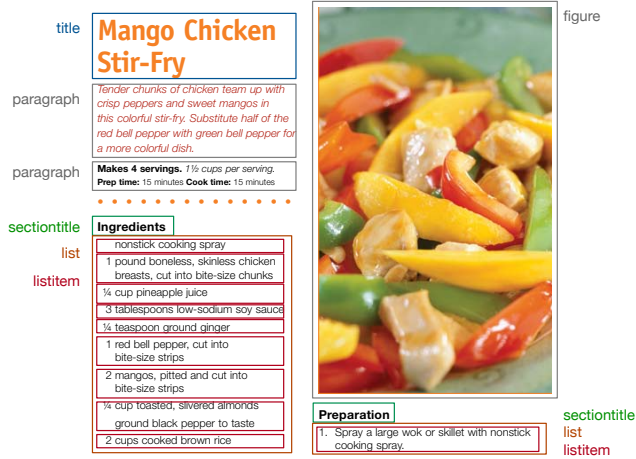 title
Mango Chicken
Stir-Fry
paragraph
Tender chunks of chicken team up with
crisp peppers and sweet mangos in
this colorful stir-fry. Substitute half of the
red bell pepper with green bell pepper for
a more colorful dish.
paragraph
Makes 4 servings. 1½ cups per serving.
Prep time: 15 minutes Cook time: 15 minutes
sectiontitle
Ingredients
list
listitem
nonstick cooking spray
1 pound boneless, skinless chicken
breasts, cut into bite-size chunks
¼ cup pineapple juice
3 tablespoons low-sodium soy sauce
¼ teaspoon ground ginger
1 red bell pepper, cut into
bite-size strips
2 mangos, pitted and cut into
bite-size strips
¼ cup toasted, slivered almonds
ground black pepper to taste
2 cups cooked brown rice
figure
Preparation
sectiontitle
1. Spray a large wok or skillet with nonstick
cooking spray.
list
listitem